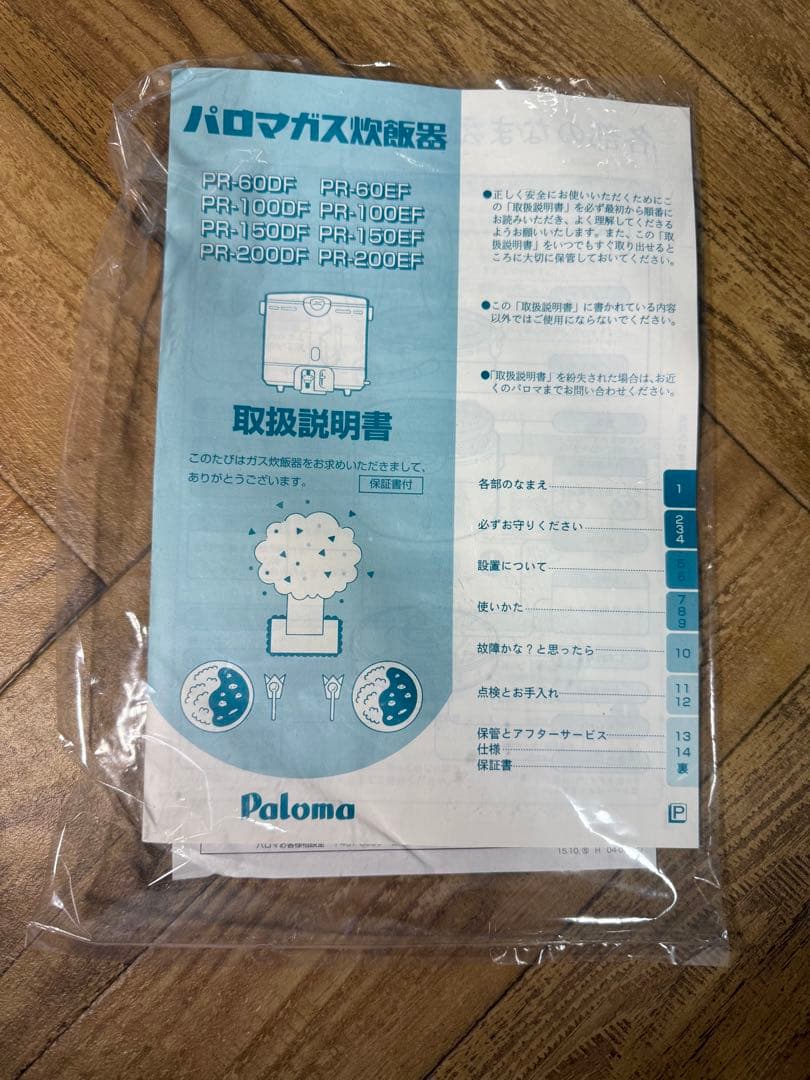 パロマガス炊飯器
PR-60DF PR-60EF
PR-100DF PR-100EF
PR-150DF PR-150EF
PR-200DF PR-200EF
取扱説明書
このたびはガス炊飯器をお求めいただきまして、
ありがとうございます。
保証書付
Paloma
●正しく安全にお使いいただくためにこ
の「取扱説明書」を必ず最初から順番に
お読みいただき、よく理解してくださる
ようお願いいたします。また、この「取
扱説明書」をいつでもすぐ取り出せると
ころに大切に保管しておいてください。
●この「取扱説明書」に書かれている内容
以外ではご使用にならないでください。
●「取扱説明書」を紛失された場合は、お近
くのパロマまでお問い合わせください。
各部のなまえ 1
必ずお守りください 2 3 4
設置について 5 6
使いかた 7 8 9
故障かな?と思ったら 10
点検とお手入れ 11 12
保管とアフターサービス 13
仕様 14
保証書 裏
P
15.10.